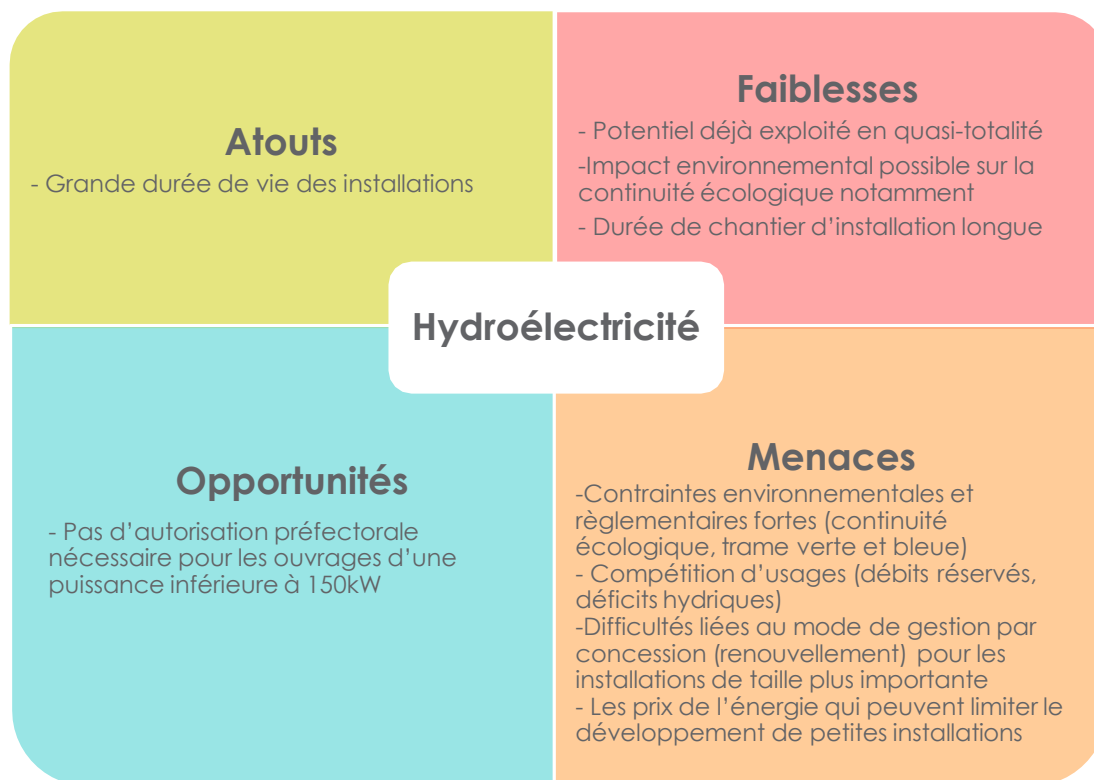 Atouts
- Grande durée de vie des installations
Faiblesses
- Potentiel déjà exploité en quasi-totalité
-Impact environnemental possible sur la
continuité écologique notamment
- Durée de chantier d’installation longue
Hydroélectricité
Opportunités
- Pas d’autorisation préfectorale
nécessaire pour les ouvrages d’une
puissance inférieure à 150kW
Menaces
-Contraintes environnementales et
règlementaires fortes (continuité
écologique, trame verte et bleue)
- Compétition d’usages (débits réservés,
déficits hydriques)
-Difficultés liées au mode de gestion par
concession (renouvellement) pour les
installations de taille plus importante
- Les prix de l’énergie qui peuvent limiter le
développement de petites installations